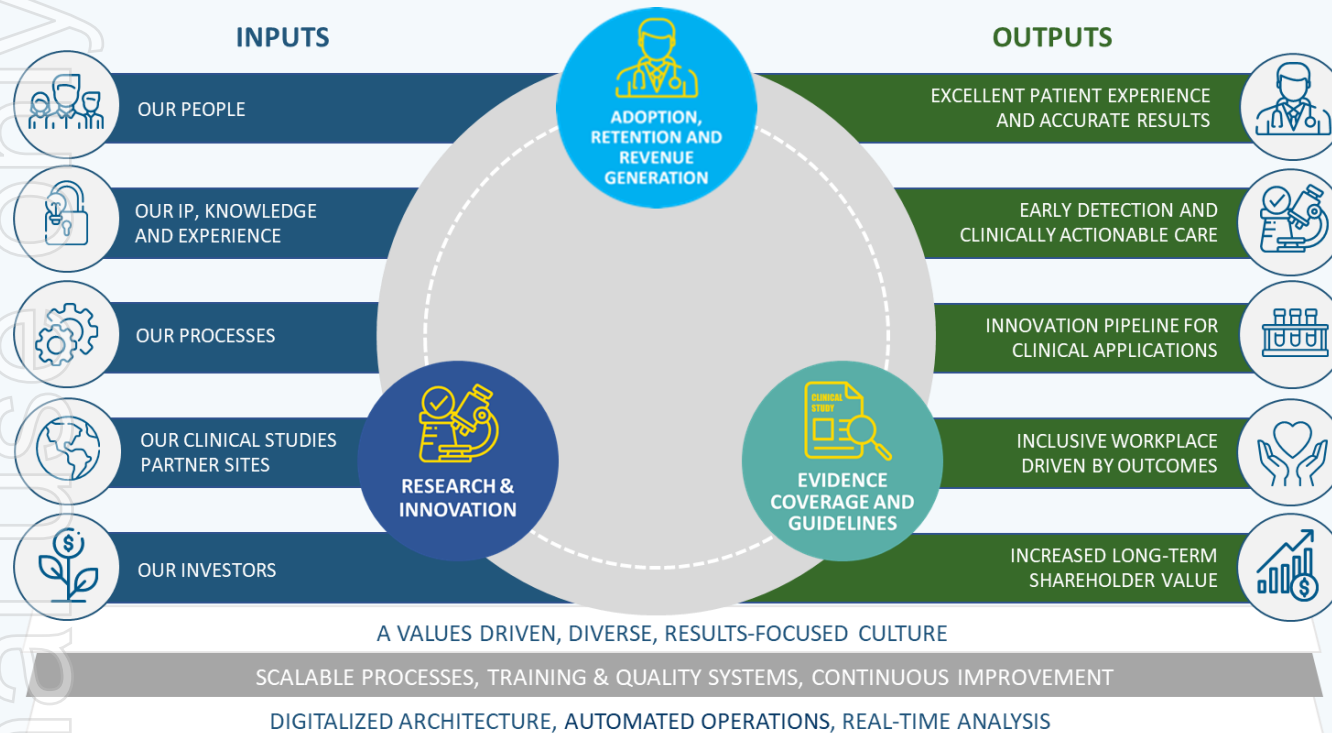 INPUTS
OUR PEOPLE
OUR IP, KNOWLEDGE
AND EXPERIENCE
OUR PROCESSES
OUR CLINICAL STUDIES
PARTNER SITES
OUR INVESTORS
ADOPTION,
RETENTION AND
REVENUE
GENERATION
RESEARCH &
INNOVATION
CLINICAL
STUDY
EVIDENCE
COVERAGE AND
GUIDELINES
OUTPUTS
EXCELLENT PATIENT EXPERIENCE
AND ACCURATE RESULTS
EARLY DETECTION AND
CLINICALLY ACTIONABLE CARE
INNOVATION PIPELINE FOR
CLINICAL APPLICATIONS
INCLUSIVE WORKPLACE
DRIVEN BY OUTCOMES
INCREASED LONG-TERM
SHAREHOLDER VALUE
A VALUES DRIVEN, DIVERSE, RESULTS-FOCUSED CULTURE
SCALABLE PROCESSES, TRAINING & QUALITY SYSTEMS, CONTINUOUS IMPROVEMENT
DIGITALIZED ARCHITECTURE, AUTOMATED OPERATIONS, REAL-TIME ANALYSIS